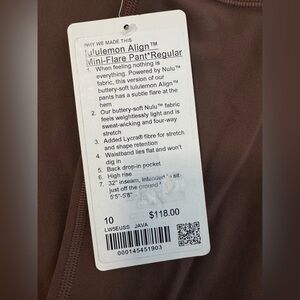 WHY WE MADE THIS
lululemon Align™
Mini-Flare Pant*Regular
1. When feeling nothing is
everything. Powered by Nulu™
fabric, this version of our
buttery-soft lululemon Align™
pants has a subtle flare at the
hem
2. Our buttery-soft Nulu™ fabric
feels weightlessly light and is
sweat-wicking and four-way
stretch
3. Added Lycra® fibre for stretch
and shape retention
4. Waistband lies flat and won't
dig in
5. Back drop-in pocket
6. High rise
7. 32" inseam, intended to sit
just off the ground
5'5"-5'8"
10 $118.00
LW5EUSS JAVA
000145451903